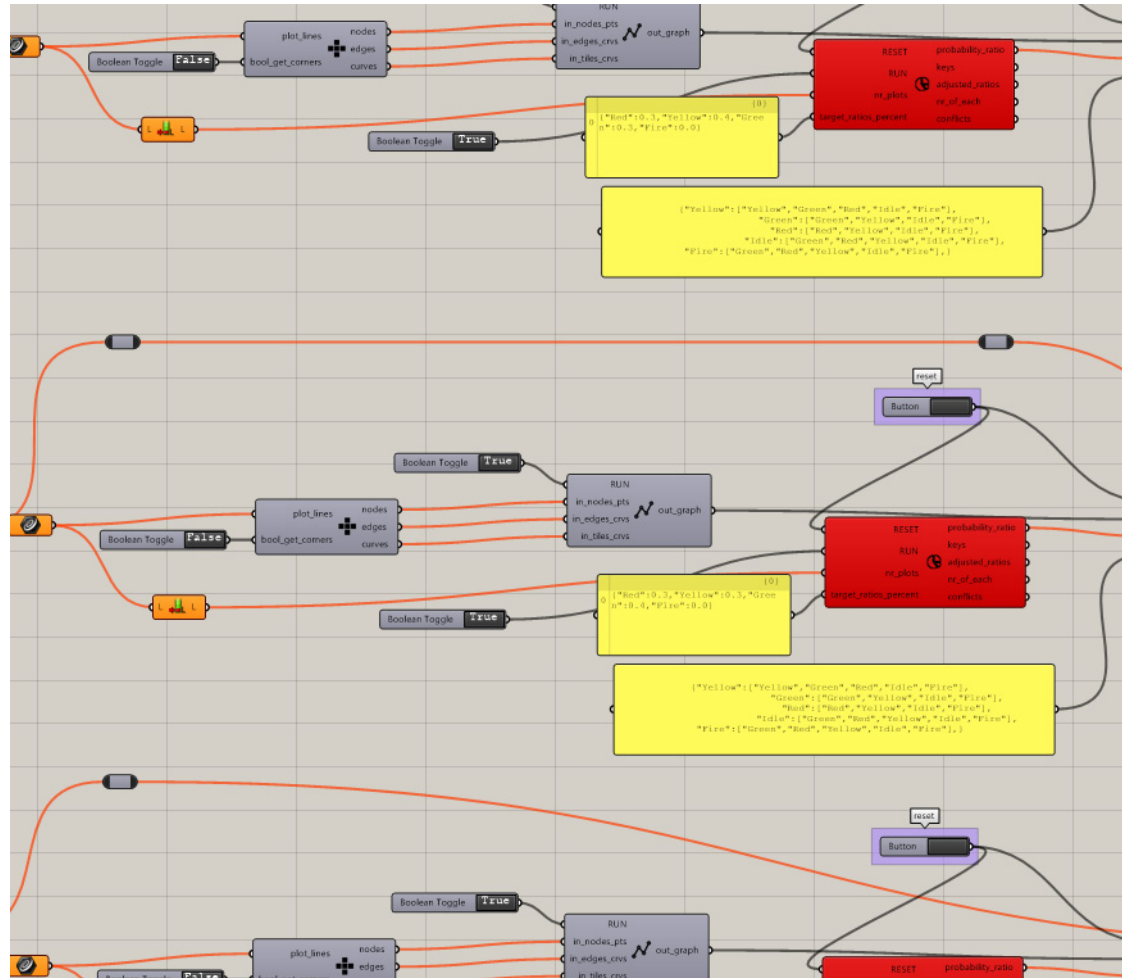 RUN
plot_lines
bool_get_corners
nodes
edges
curves
in_nodes_pts
in_edges_crvs
in_tiles_crvs
out_graph
Boolean Toggle False
L L
RESET
RUN
nr_plots
target_ratios_percent
probability_ratio
keys
adjusted_ratios
nr_of_each
conflicts
{0}
0 {"Red":0.3,"Yellow":0.4,"Gree
n":0.3,"Fire":0.0}
Boolean Toggle True
{"Yellow":["Yellow","Green","Red","Idle","Fire"],
"Green":["Green","Yellow","Idle","Fire"],
"Red":["Red","Yellow","Idle","Fire"],
"Idle":["Green","Red","Yellow","Idle","Fire"],
"Fire":["Green","Red","Yellow","Idle","Fire"],}
reset
Button
Boolean Toggle True
RUN
in_nodes_pts
in_edges_crvs
in_tiles_crvs
out_graph
plot_lines
bool_get_corners
nodes
edges
curves
Boolean Toggle False
L L
RESET
RUN
nr_plots
target_ratios_percent
probability_ratio
keys
adjusted_ratios
nr_of_each
conflicts
{0}
0 {"Red":0.3,"Yellow":0.3,"Gree
n":0.4,"Fire":0.0}
Boolean Toggle True
{"Yellow":["Yellow","Green","Red","Idle","Fire"],
"Green":["Green","Yellow","Idle","Fire"],
"Red":["Red","Yellow","Idle","Fire"],
"Idle":["Green","Red","Yellow","Idle","Fire"],
"Fire":["Green","Red","Yellow","Idle","Fire"],}
reset
Button
Boolean Toggle True
RUN
in_nodes_pts
in_edges_crvs
in_tiles_crvs
out_graph
plot_lines
nodes
edges
Boolean Toggle False
RESET
probability_ratio